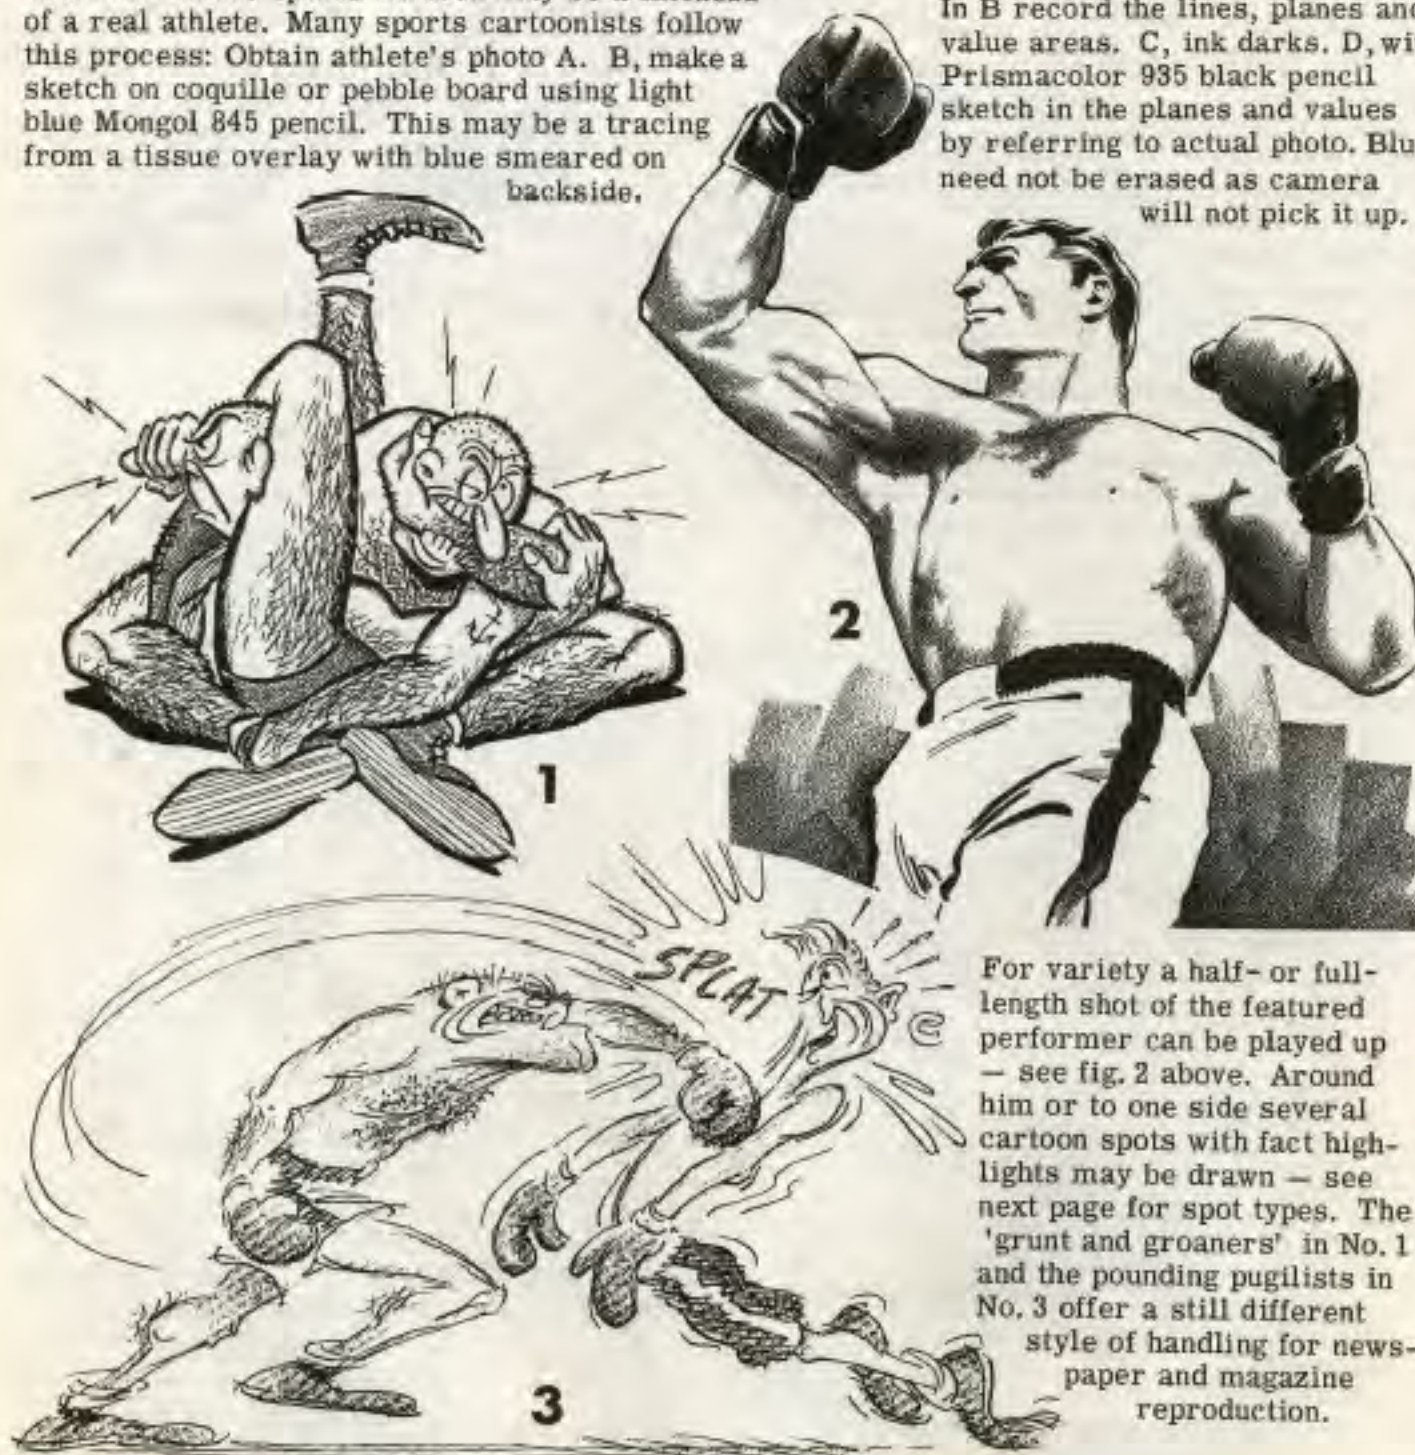 of a real athlete. Many sports cartoonists follow
this process: Obtain athlete's photo A. B, make a
sketch on coquille or pebble board using light
blue Mongol 845 pencil. This may be a tracing
from a tissue overlay with blue smeared on
backside.
In B record the lines, planes and
value areas. C, ink darks. D, wi
Prismacolor 935 black pencil
sketch in the planes and values
by referring to actual photo. Blu
need not be erased as camera
will not pick it up.
1
2
SPLAT
3
For variety a half- or full-
length shot of the featured
performer can be played up
— see fig. 2 above. Around
him or to one side several
cartoon spots with fact high-
lights may be drawn — see
next page for spot types. The
'grunt and groaners' in No. 1
and the pounding pugilists in
No. 3 offer a still different
style of handling for news-
paper and magazine
reproduction.